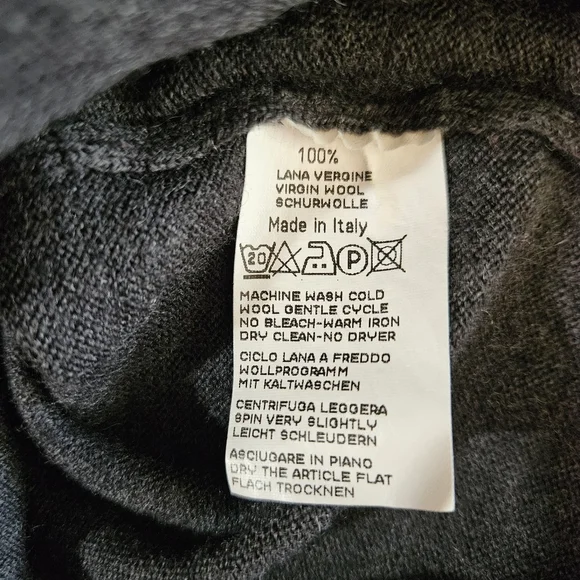 100%
LANA VERGINE
VIRGIN WOOL
SCHURWOLLE
Made in Italy
20 P
MACHINE WASH COLD
WOOL GENTLE CYCLE
NO BLEACH-WARM IRON
DRY CLEAN-NO DRYER
CICLO LANA A FREDDO
WOLLPROGRAMM
MIT KALTWASCHEN
CENTRIFUGA LEGGERA
SPIN VERY SLIGHTLY
LEICHT SCHLEUDERN
ASCIUGARE IN PIANO
DRY THE ARTICLE FLAT
FLACH TROCKNEN